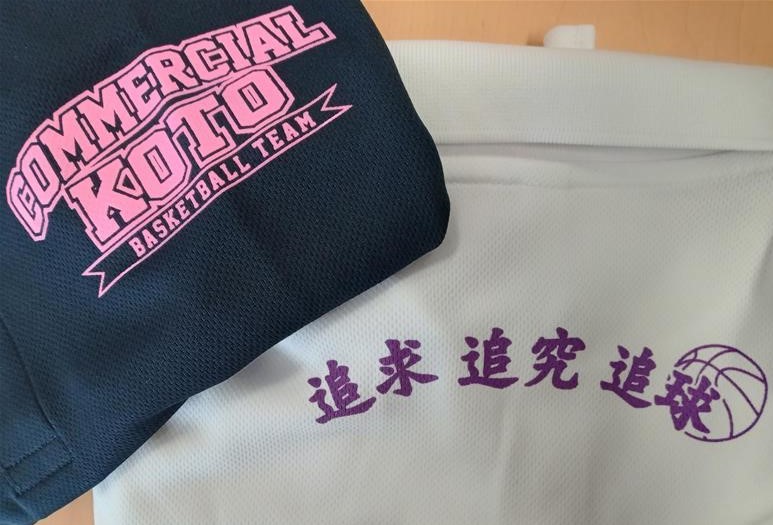 COMMERCIAL
KOTO
BASKETBALL TEAM
追求 追究 追球